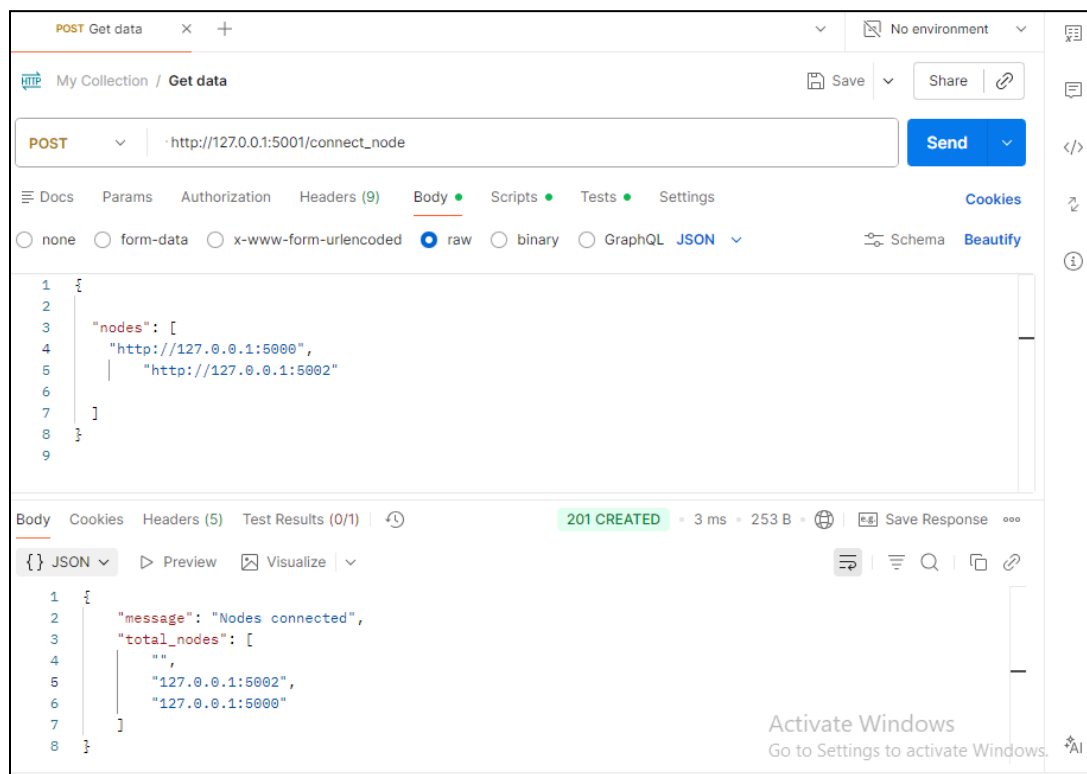 POST Get data
No environment
HTTP My Collection / Get data
Save
Share
POST http://127.0.0.1:5001/connect_node
Send
Docs Params Authorization Headers (9) Body Scripts Tests Settings Cookies
none form-data x-www-form-urlencoded raw binary GraphQL JSON Schema Beautify
1 {
2
3 "nodes": [
4 "http://127.0.0.1:5000",
5 "http://127.0.0.1:5002"
6
7 ]
8 }
9
Body Cookies Headers (5) Test Results (0/1) 201 CREATED • 3 ms • 253 B • e.g. Save Response
{} JSON Preview Visualize
1 {
2 "message": "Nodes connected",
3 "total_nodes": [
4 "",
5 "127.0.0.1:5002",
6 "127.0.0.1:5000"
7 ]
8 }
Activate Windows
Go to Settings to activate Windows.
AI